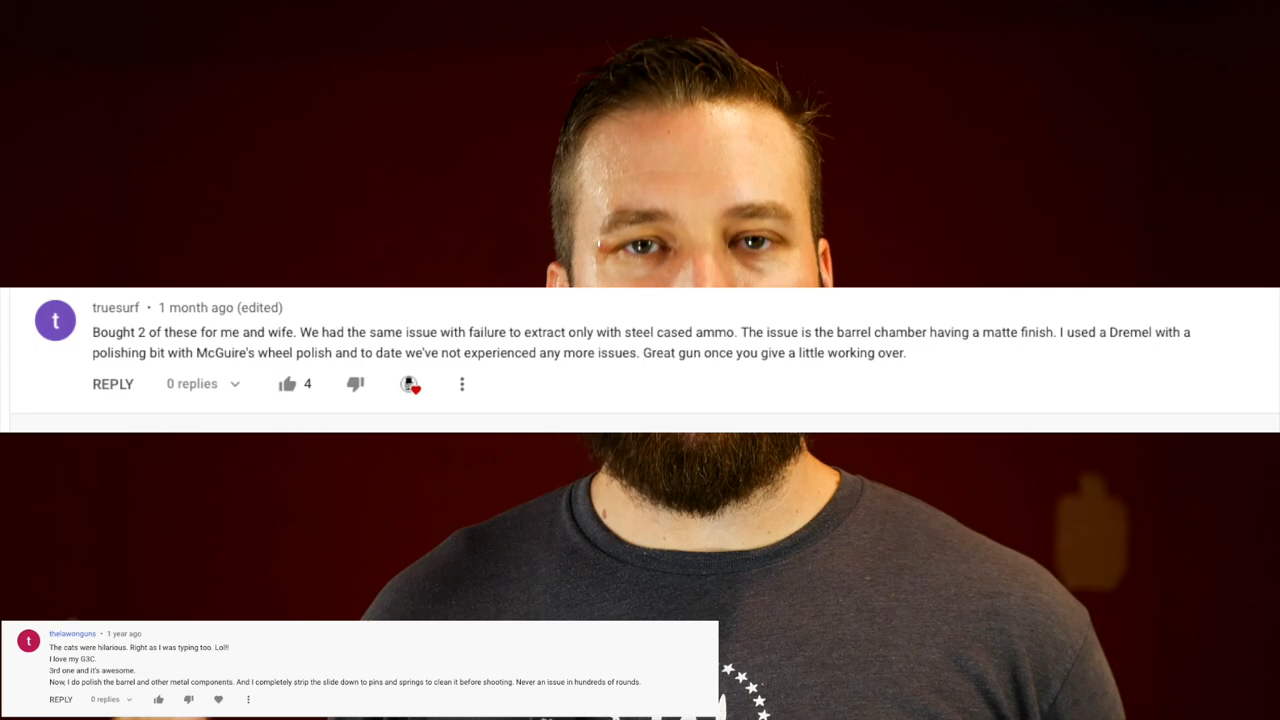 t
truesurf • 1 month ago (edited)
Bought 2 of these for me and wife. We had the same issue with failure to extract only with steel cased ammo. The issue is the barrel chamber having a matte finish. I used a Dremel with a
polishing bit with McGuire's wheel polish and to date we've not experienced any more issues. Great gun once you give a little working over.
REPLY 0 replies 4
t
thelawonguns • 1 year ago
The cats were hilarious. Right as I was typing too. Lol!!
I love my G3C.
3rd one and it's awesome.
Now, I do polish the barrel and other metal components. And I completely strip the slide down to pins and springs to clean it before shooting. Never an issue in hundreds of rounds.
REPLY 0 replies